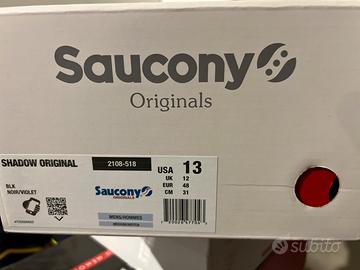 Saucony
Originals
SHADOW ORIGINAL
2108-518
BLK
NOIR/VIOLET
Saucony
ORIGINALS
MENS/HOMMES
USA 13
UK 12
EUR 48
CM 31
subito